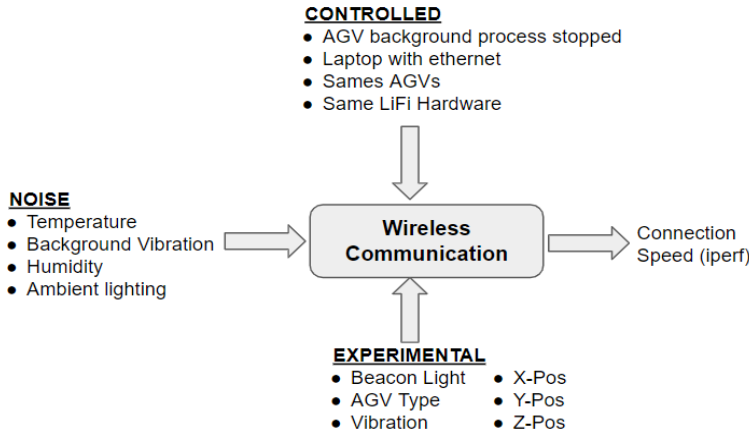 CONTROLLED
● AGV background process stopped
● Laptop with ethernet
● Sames AGVs
● Same LiFi Hardware
NOISE
● Temperature
● Background Vibration
● Humidity
● Ambient lighting
Wireless
Communication
Connection
Speed (iperf)
EXPERIMENTAL
● Beacon Light ● X-Pos
● AGV Type ● Y-Pos
● Vibration ● Z-Pos